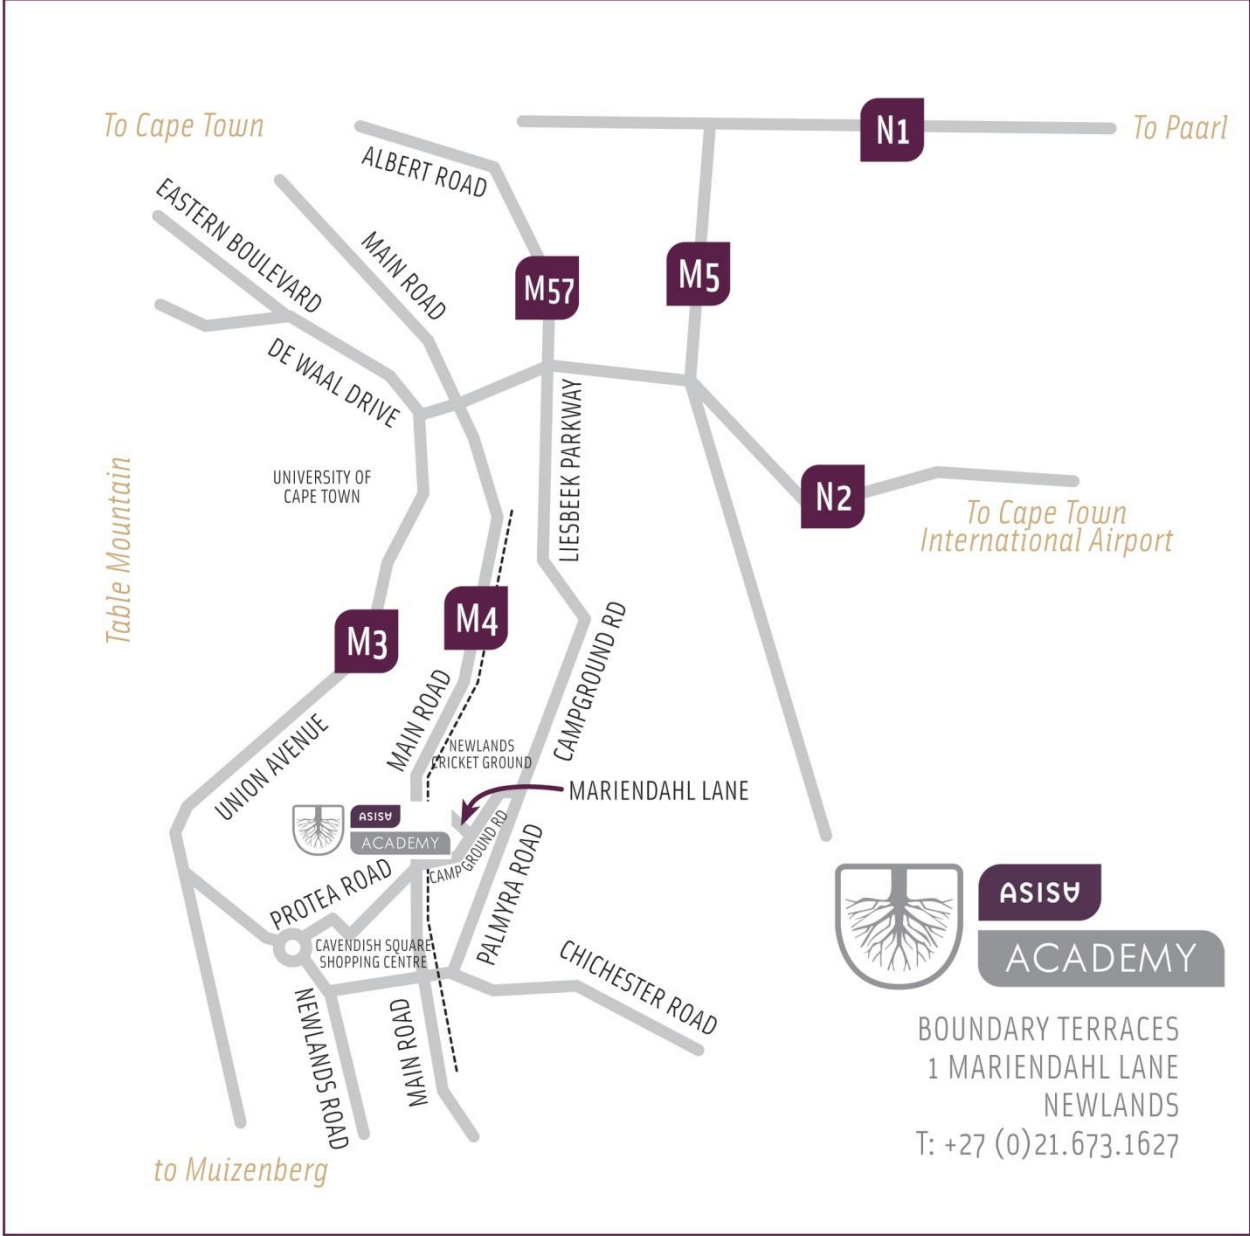 To Cape Town
N1
To Paarl
ALBERT ROAD
EASTERN BOULEVARD
MAIN ROAD
M57
M5
DE WAAL DRIVE
LIESBEEK PARKWAY
UNIVERSITY OF
CAPE TOWN
N2
To Cape Town
International Airport
Table Mountain
M3
M4
CAMPGROUND RD
MAIN ROAD
UNION AVENUE
NEWLANDS
CRICKET GROUND
MARIENDAHL LANE
ASISA
ACADEMY
CAMPGROUND RD
PROTEA ROAD
PALMYRA ROAD
CAVENDISH SQUARE
SHOPPING CENTRE
CHICHESTER ROAD
NEWLANDS ROAD
MAIN ROAD
to Muizenberg
ASISA
ACADEMY
BOUNDARY TERRACES
1 MARIENDAHL LANE
NEWLANDS
T: +27 (0)21.673.1627